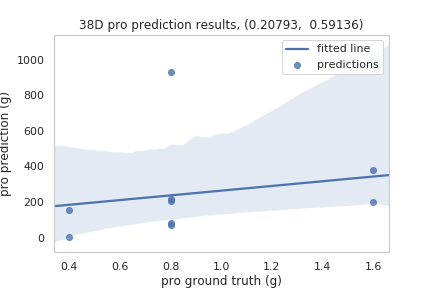 38D pro prediction results, (0.20793,  0.59136)
fitted line
predictions
pro prediction (g)
1000
800
600
400
200
0
0.4
0.6
0.8
1.0
1.2
1.4
1.6
pro ground truth (g)